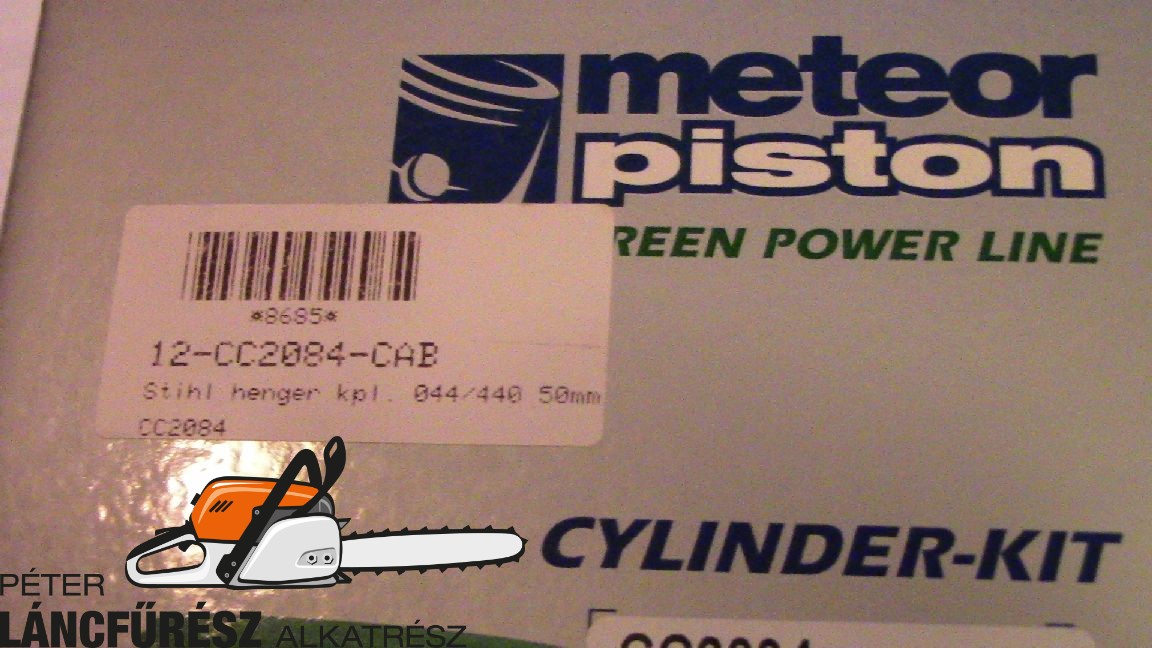 meteor
piston
REEN POWER LINE
*8685*
12-CC2084-CAB
Stihl henger kpl. 044/440 50mm
CC2084
CYLINDER-KIT
PÉTER
LÁNCFŰRÉSZ ALKATRÉSZ